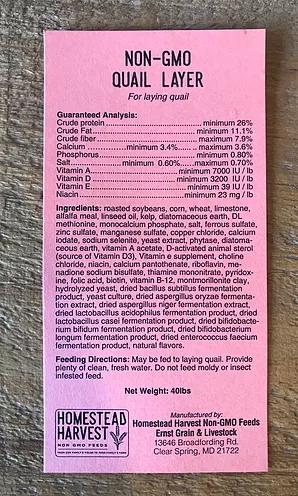 NON-GMO
QUAIL LAYER
For laying quail
Guaranteed Analysis:
Crude protein .......................................... minimum 26%
Crude Fat............................................... minimum 11.1%
Crude fiber .............................................. maximum 7.9%
Calcium ...................minimum 3.4%....... maximum 3.6%
Phosphorus............................................ minimum 0.80%
Salt..........................minimum 0.60%...... maximum 0.70%
Vitamin A.......................................... minimum 7000 IU / lb
Vitamin D ......................................... minimum 3200 IU / lb
Vitamin E............................................. minimum 39 IU / lb
Niacin................................................. minimum 23 mg / lb
Ingredients: roasted soybeans, corn, wheat, limestone,
alfalfa meal, linseed oil, kelp, diatomaceous earth, DL
methionine, monocalcium phosphate, salt, ferrous sulfate,
zinc sulfate, manganese sulfate, copper chloride, calcium
iodate, sodium selenite, yeast extract, phytase, diatoma-
ceous earth, vitamin A acetate, D-activated animal sterol
(source of Vitamin D3), Vitamin e supplement, choline
chloride, niacin, calcium pantothenate, riboflavin, me-
nadione sodium bisulfate, thiamine mononitrate, pyridox-
ine, folic acid, biotin, vitamin B-12, montmorillonite clay,
hydrolyzed yeast, dried bacillus subtilus fermentation
product, yeast culture, dried aspergillus oryzae fermenta-
tion extract, dried aspergillus niger fermentation extract,
dried lactobacillus acidophilus fermentation product, dried
lactobacillus casei fermentation product, dried bifidobacte-
rium bifidum fermentation product, dried bifidobacterium
longum fermentation product, dried enterococcus faecium
fermentation product, natural flavors.
Feeding Directions: May be fed to laying quail. Provide
plenty of clean, fresh water. Do not feed moldy or insect
infested feed.
Net Weight: 40lbs
HOMESTEAD
HARVEST
NON GMO FEEDS
FROM OUR FAMILY'S FIELDS TO YOUR FAMILY'S FARM
Manufactured by:
Homestead Harvest Non-GMO Feeds
Ernst Grain & Livestock
13646 Broadfording Rd.
Clear Spring, MD 21722